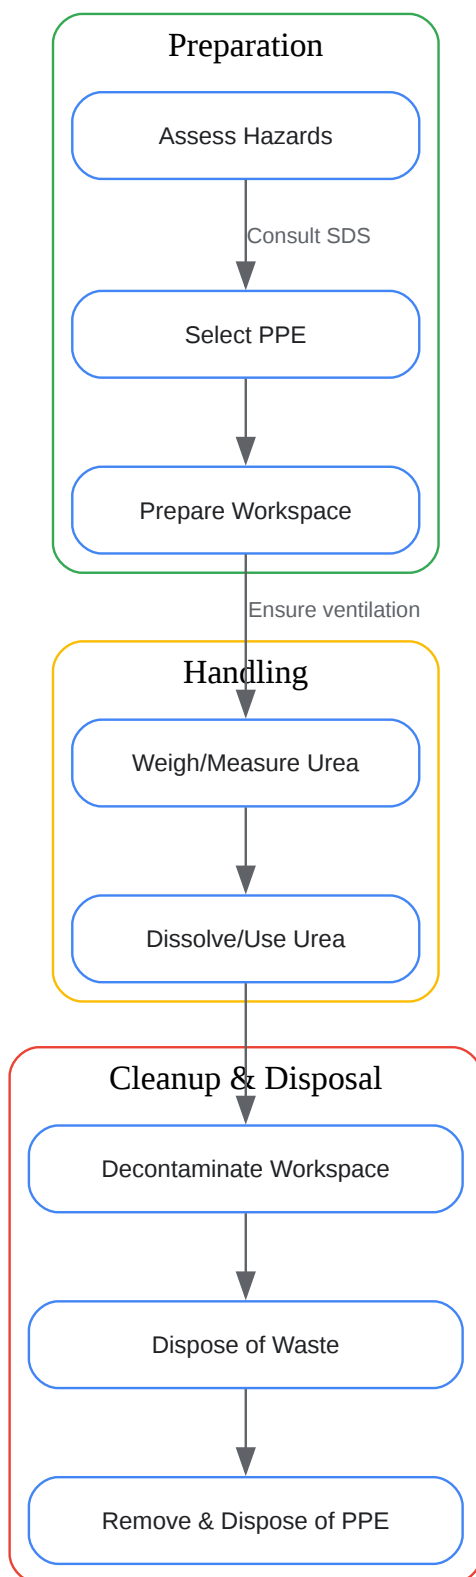 Preparation
Assess Hazards
Consult SDS
Select PPE
Prepare Workspace
Ensure ventilation
Handling
Weigh/Measure Urea
Dissolve/Use Urea
Cleanup & Disposal
Decontaminate Workspace
Dispose of Waste
Remove & Dispose of PPE